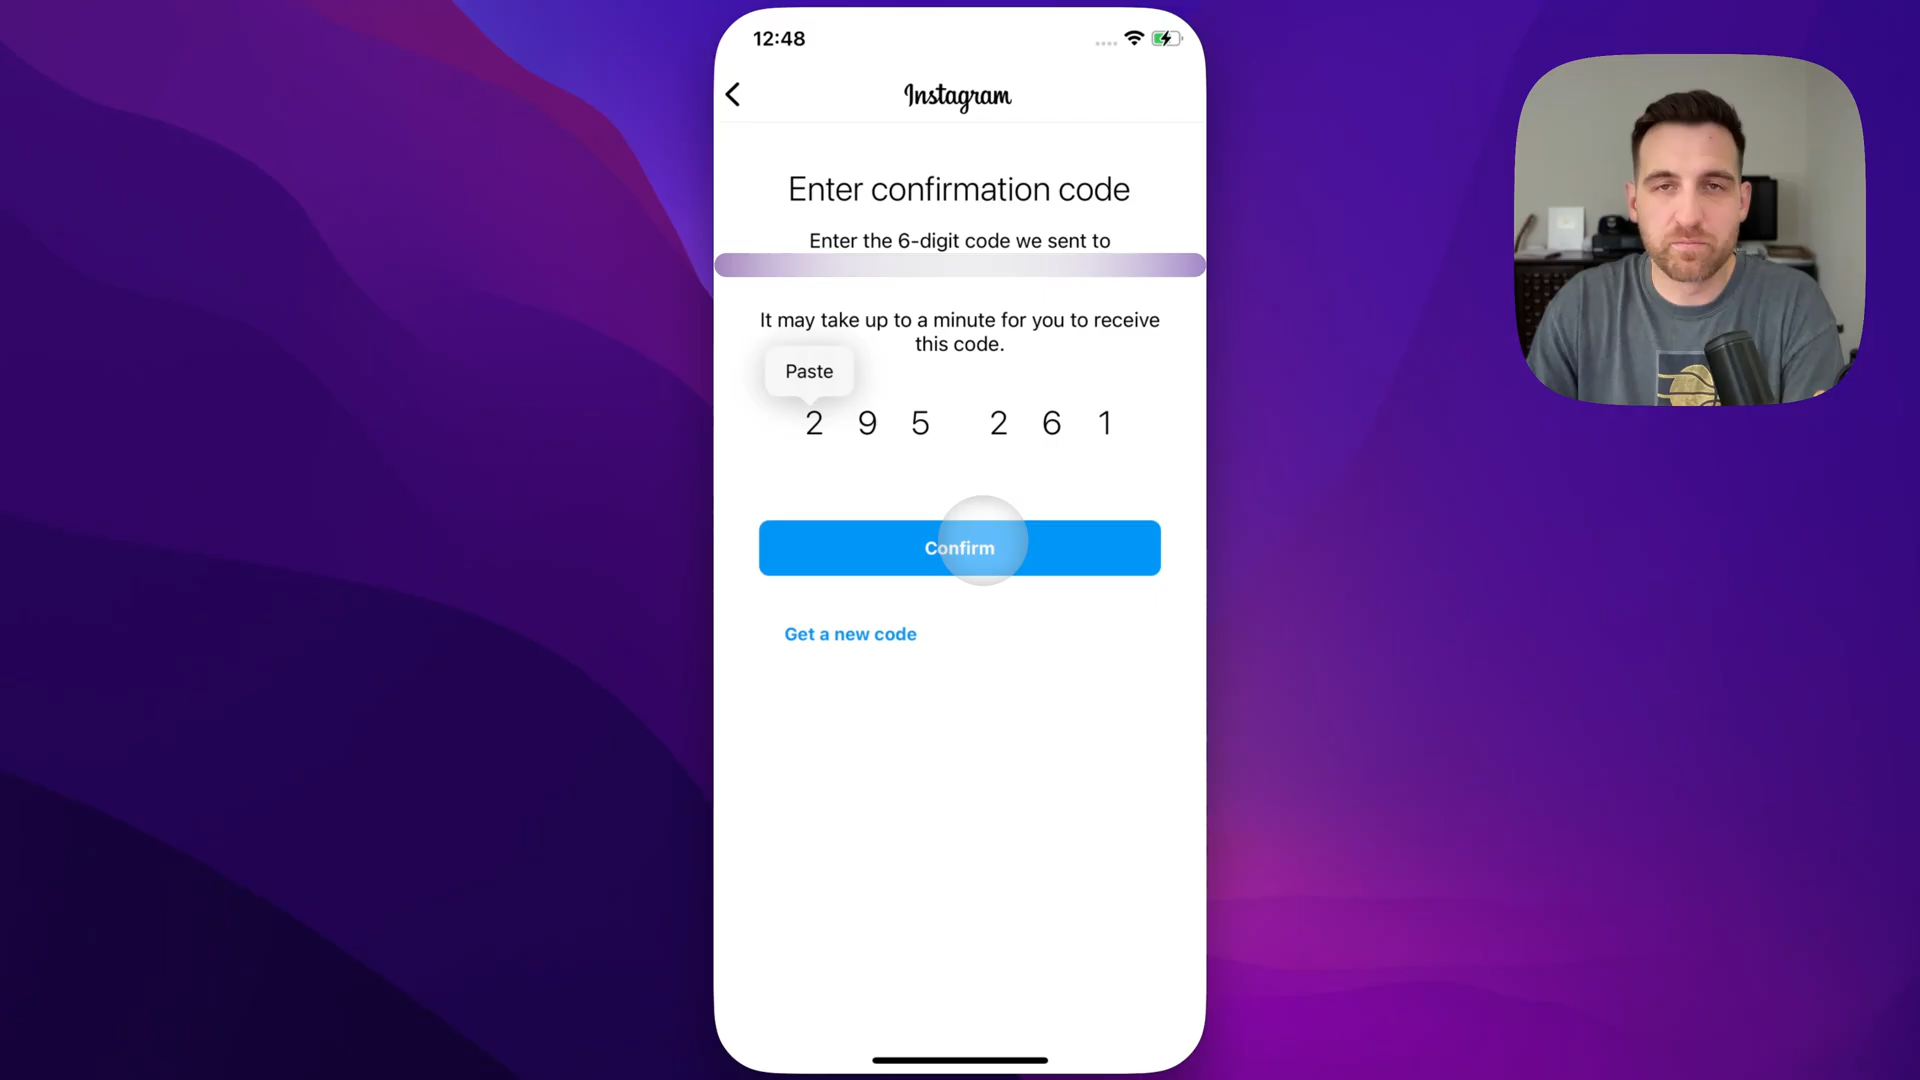 12:48
Instagram
Enter confirmation code
Enter the 6-digit code we sent to
It may take up to a minute for you to receive
this code.
Paste
2 9 5 2 6 1
Confirm
Get a new code